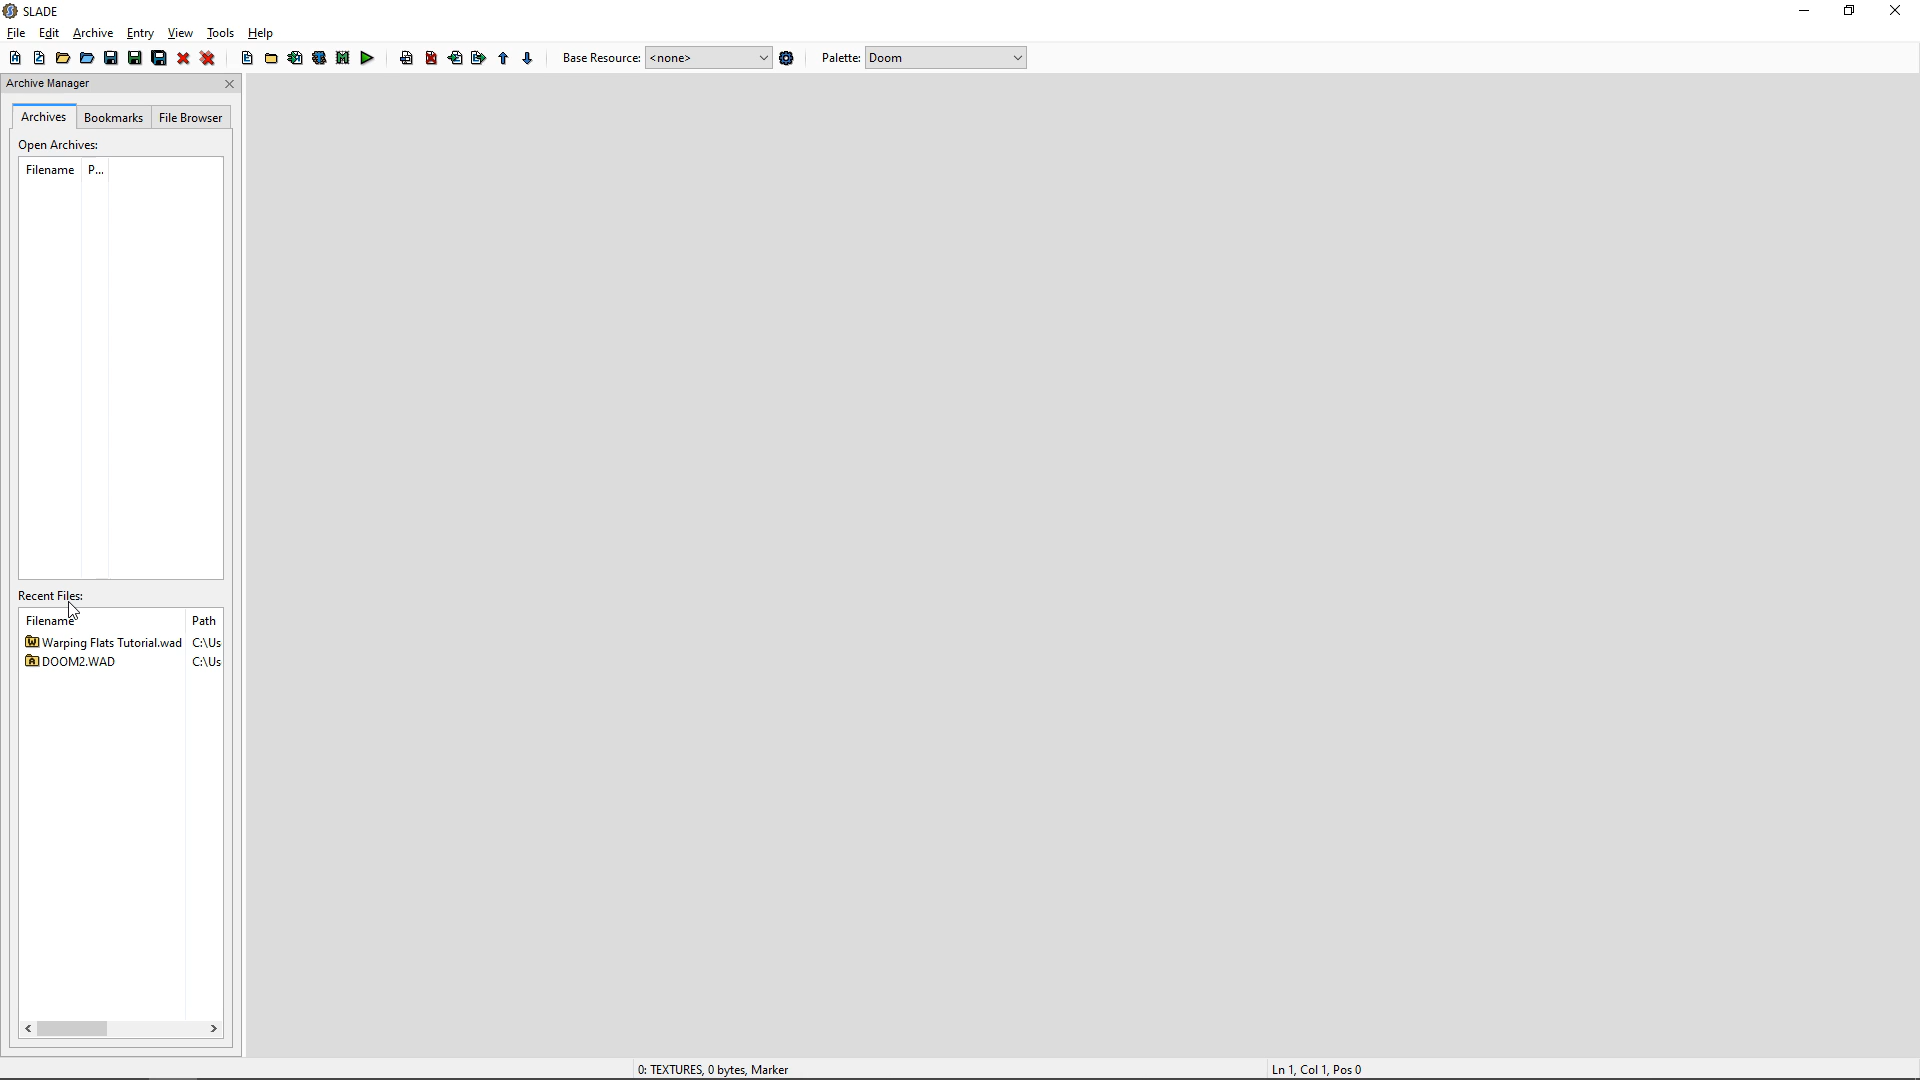 SLADE
File Edit Archive Entry View Tools Help
Base Resource: <none> Palette: Doom
Archive Manager
Archives Bookmarks File Browser
Open Archives:
Filename P...
Recent Files:
Filename Path
Warping Flats Tutorial.wad C:\Us
DOOM2.WAD C:\Us
0: TEXTURES, 0 bytes, Marker Ln 1, Col 1, Pos 0